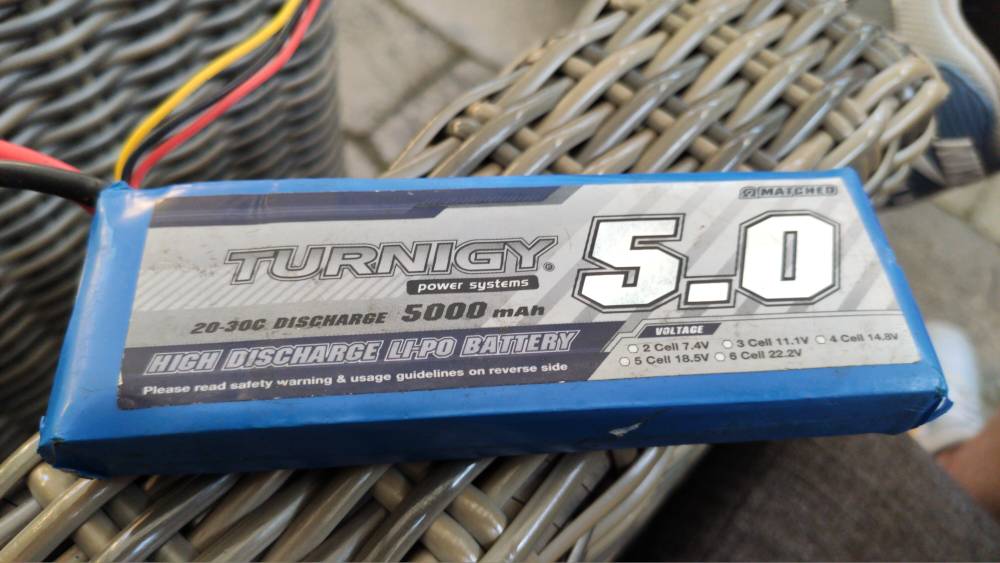 MATCHED
TURNIGY®
power systems
5.0
20-30C DISCHARGE 5000 mAh
HIGH DISCHARGE LI-PO BATTERY
Please read safety warning & usage guidelines on reverse side
VOLTAGE
2 Cell 7.4V 3 Cell 11.1V 4 Cell 14.8V
5 Cell 18.5V 6 Cell 22.2V